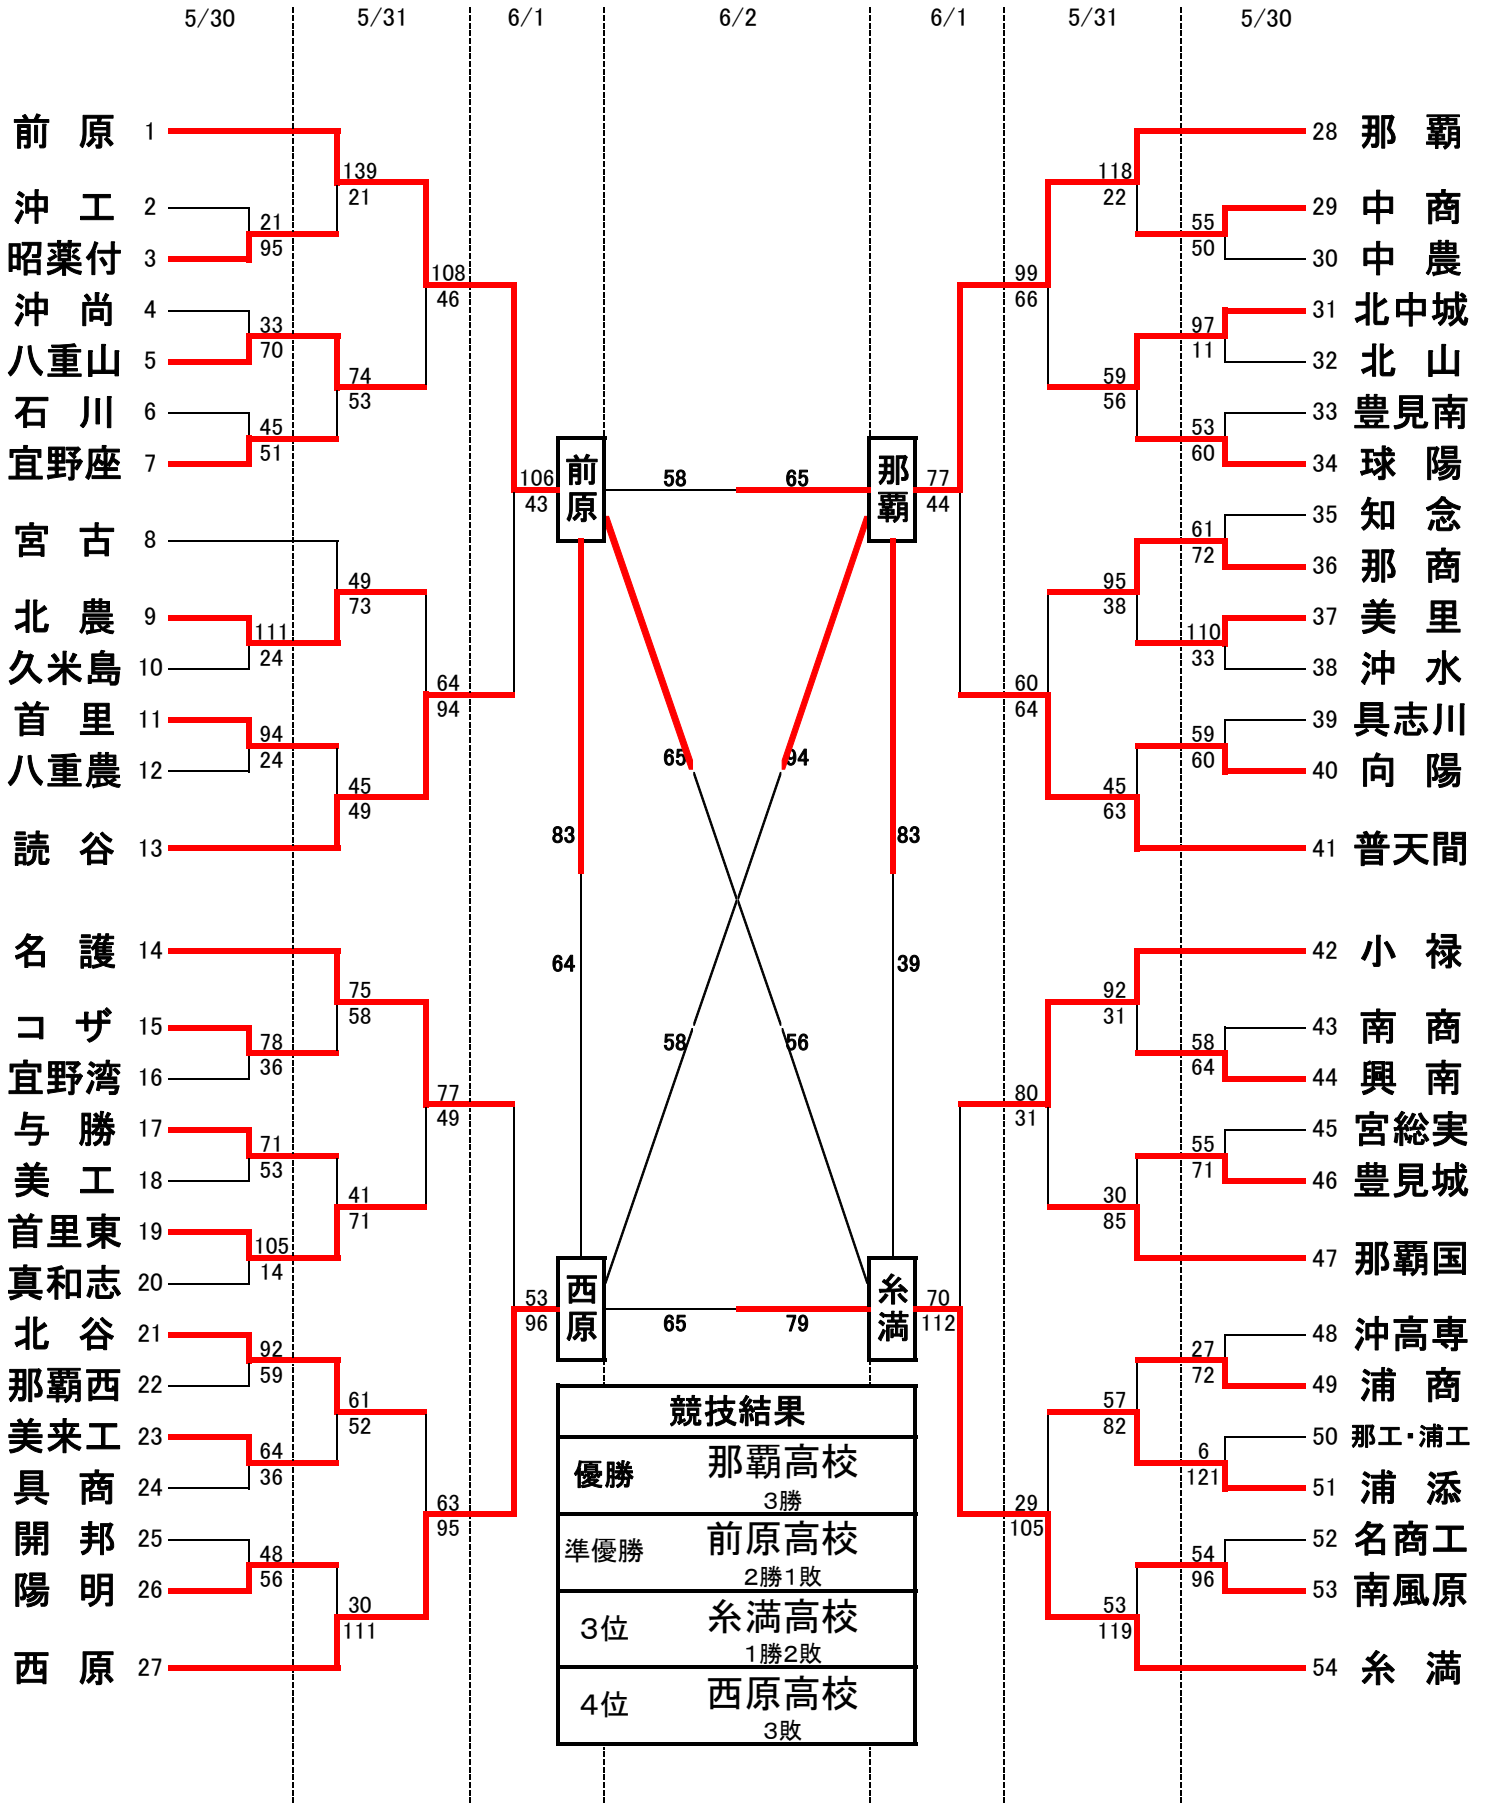 5/30 5/31 6/1 6/2 6/1 5/31 5/30
前原 1
139
21
沖工 2
21
95
昭薬付 3
108
46
沖尚 4
33
70
八重山 5
74
53
石川 6
45
51
宜野座 7
106
43
宮古 8
49
73
北農 9
111
24
久米島 10
64
94
首里 11
94
24
八重農 12
45
49
読谷 13
名護 14
75
58
コザ 15
78
36
宜野湾 16
77
49
与勝 17
71
53
美工 18
41
71
首里東 19
105
14
真和志 20
53
96
北谷 21
92
59
那覇西 22
61
52
美来工 23
64
36
具商 24
63
95
開邦 25
48
56
陽明 26
30
111
西原 27
前原
那覇
58 65
65 94
83 83
64 39
58 56
西原
糸満
65 79
28 那覇
118
22
29 中商
55
50
30 中農
99
66
31 北中城
97
11
32 北山
59
56
33 豊見南
53
60
34 球陽
77
44
35 知念
61
72
36 那商
95
38
37 美里
110
33
38 沖水
60
64
39 具志川
59
60
40 向陽
45
63
41 普天間
42 小禄
92
31
43 南商
58
64
44 興南
80
31
45 宮総実
55
71
46 豊見城
30
85
47 那覇国
70
112
48 沖高専
27
72
49 浦商
57
82
50 那工・浦工
6
121
51 浦添
29
105
52 名商工
54
96
53 南風原
53
119
54 糸満
競技結果
優勝 那覇高校
3勝
準優勝 前原高校
2勝1敗
3位 糸満高校
1勝2敗
4位 西原高校
3敗